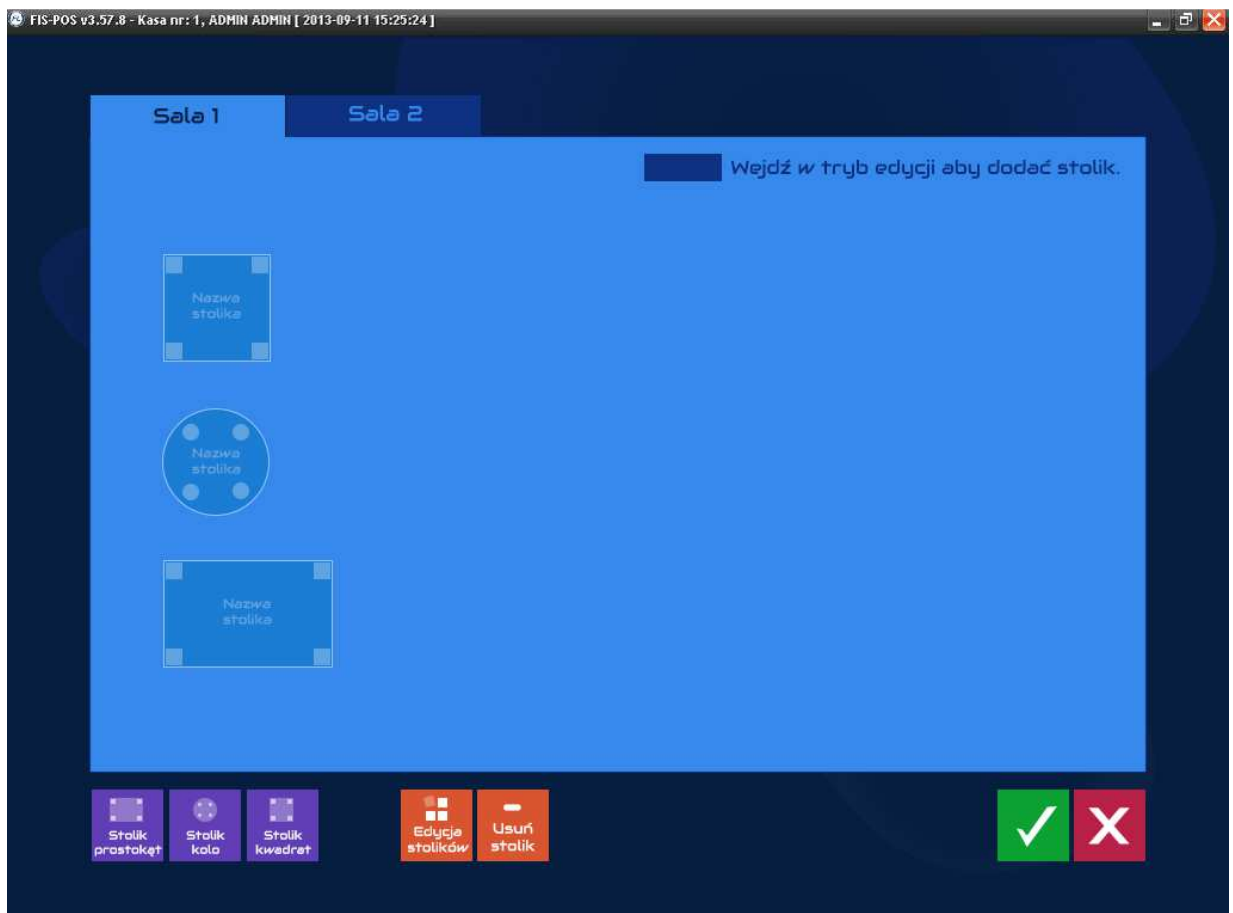 FIS-POS v3.57.8 - Kasa nr: 1, ADMIN ADMIN [ 2013-09-11 15:25:24 ]
Sala 1
Sala 2
Wejdź w tryb edycji aby dodać stolik.
Nazwa
stolika
Nazwa
stolika
Nazwa
stolika
Stolik
prostokąt
Stolik
kolo
Stolik
kwadrat
Edycja
stolików
Usuń
stolik